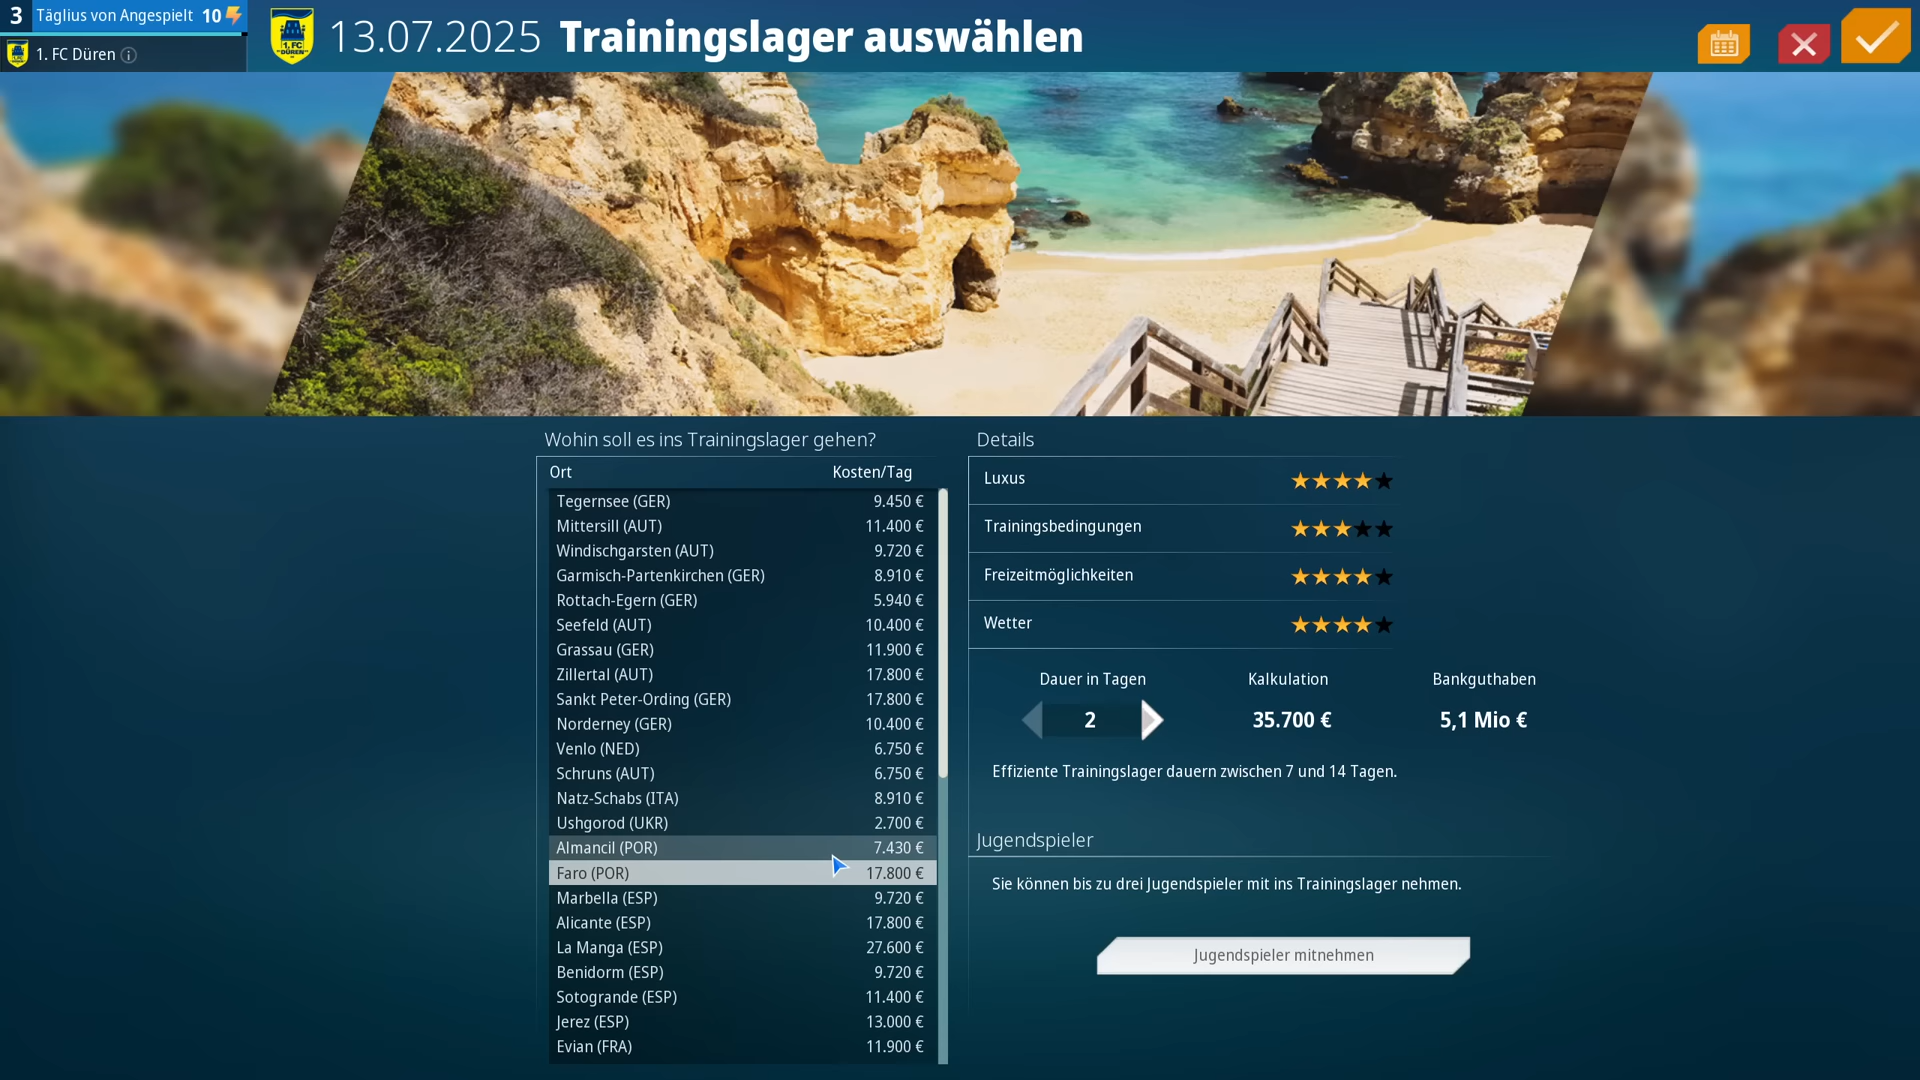 3 Täglius von Angespielt 10
1. FC Düren
1. FC DÜREN
13.07.2025 Trainingslager auswählen
Wohin soll es ins Trainingslager gehen?
Ort Kosten/Tag
Tegernsee (GER) 9.450 €
Mittersill (AUT) 11.400 €
Windischgarsten (AUT) 9.720 €
Garmisch-Partenkirchen (GER) 8.910 €
Rottach-Egern (GER) 5.940 €
Seefeld (AUT) 10.400 €
Grassau (GER) 11.900 €
Zillertal (AUT) 17.800 €
Sankt Peter-Ording (GER) 17.800 €
Norderney (GER) 10.400 €
Venlo (NED) 6.750 €
Schruns (AUT) 6.750 €
Natz-Schabs (ITA) 8.910 €
Ushgorod (UKR) 2.700 €
Almancil (POR) 7.430 €
Faro (POR) 17.800 €
Marbella (ESP) 9.720 €
Alicante (ESP) 17.800 €
La Manga (ESP) 27.600 €
Benidorm (ESP) 9.720 €
Sotogrande (ESP) 11.400 €
Jerez (ESP) 13.000 €
Evian (FRA) 11.900 €
Details
Luxus
Trainingsbedingungen
Freizeitmöglichkeiten
Wetter
Dauer in Tagen Kalkulation Bankguthaben
2 35.700 € 5,1 Mio €
Effiziente Trainingslager dauern zwischen 7 und 14 Tagen.
Jugendspieler
Sie können bis zu drei Jugendspieler mit ins Trainingslager nehmen.
Jugendspieler mitnehmen